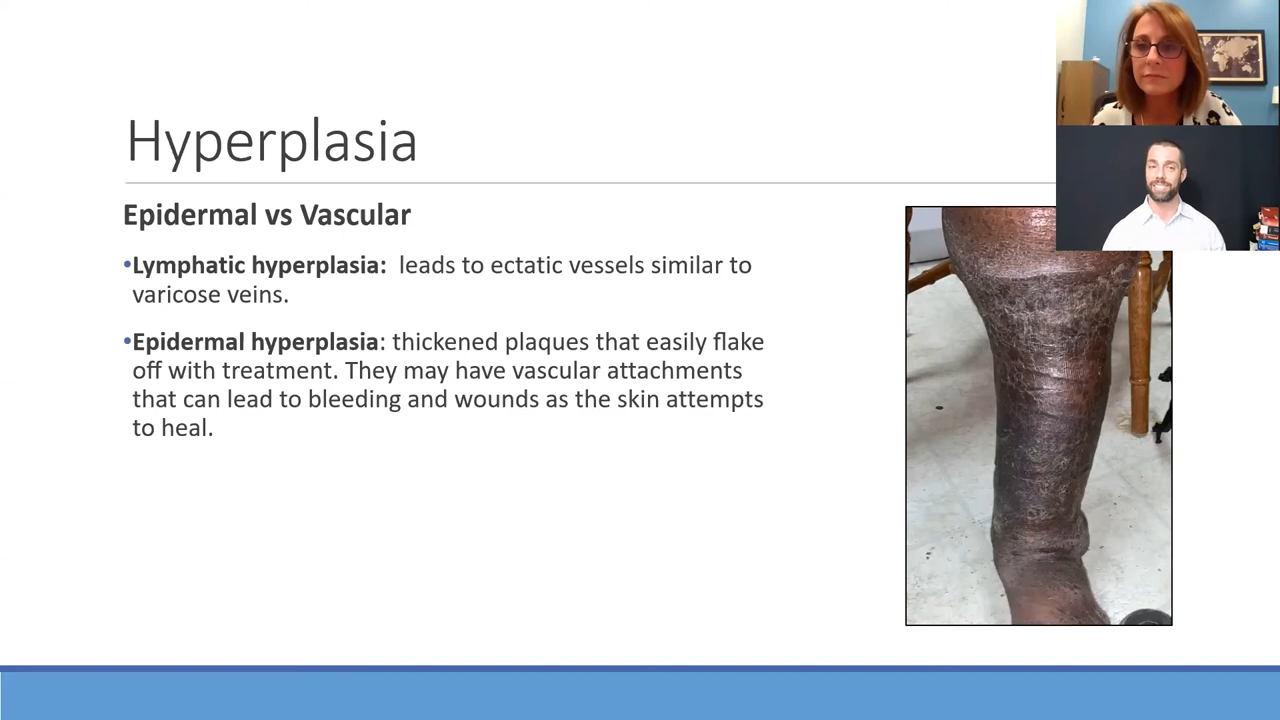 Hyperplasia
Epidermal vs Vascular
•Lymphatic hyperplasia:  leads to ectatic vessels similar to
varicose veins.
•Epidermal hyperplasia: thickened plaques that easily flake
off with treatment. They may have vascular attachments
that can lead to bleeding and wounds as the skin attempts
to heal.